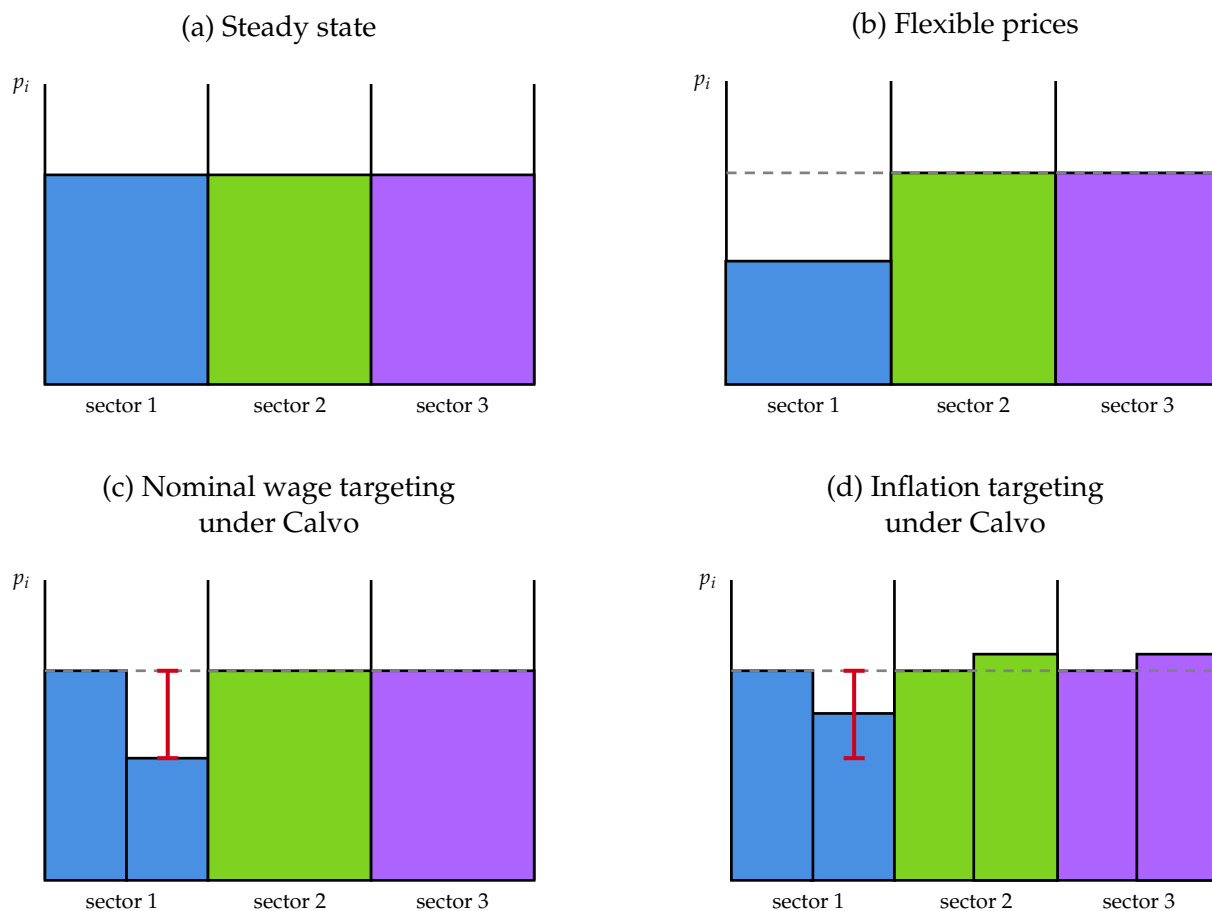 (a) Steady state
(b) Flexible prices
p_i
p_i
sector 1
sector 2
sector 3
sector 1
sector 2
sector 3
(c) Nominal wage targeting
under Calvo
(d) Inflation targeting
under Calvo
p_i
p_i
sector 1
sector 2
sector 3
sector 1
sector 2
sector 3